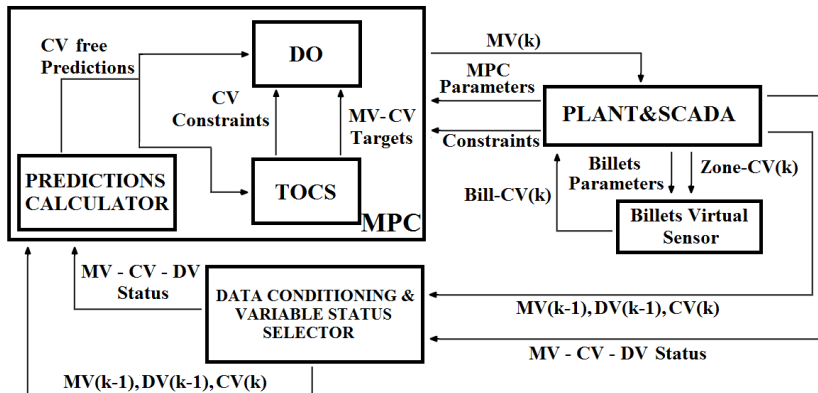 CV free
Predictions
DO
MV(k)
MPC
Parameters
CV
Constraints
MV-CV
Targets
PLANT&SCADA
Constraints
PREDICTIONS
CALCULATOR
TOCS
MPC
Bill-CV(k)
Billets
Parameters
Zone-CV(k)
Billets Virtual
Sensor
MV - CV - DV
Status
DATA CONDITIONING &
VARIABLE STATUS
SELECTOR
MV(k-1), DV(k-1), CV(k)
MV - CV - DV Status
MV(k-1), DV(k-1), CV(k)